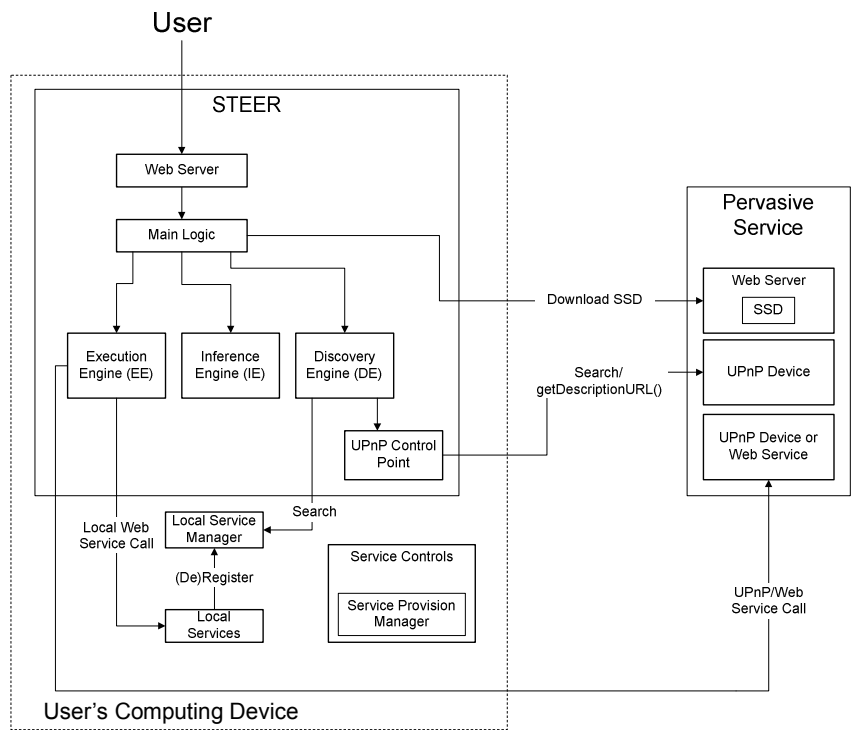 User
STEER
Web Server
Main Logic
Execution
Engine (EE)
Inference
Engine (IE)
Discovery
Engine (DE)
UPnP Control
Point
Pervasive
Service
Web Server
SSD
Download SSD
UPnP Device
Search/
getDescriptionURL()
UPnP Device or
Web Service
Search
Local Web
Service Call
Local Service
Manager
(De)Register
Local
Services
Service Controls
Service Provision
Manager
UPnP/Web
Service Call
User's Computing Device